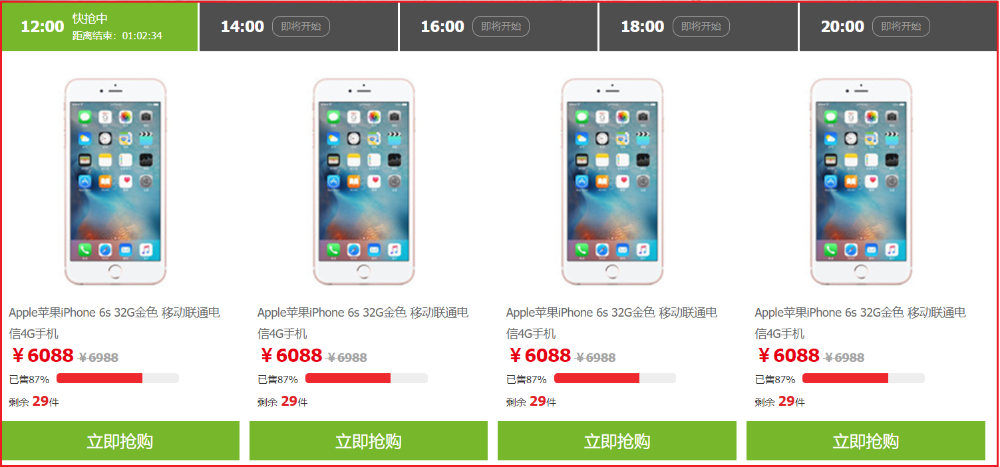 12:00 快抢中
距离结束：01:02:34
14:00 即将开始
16:00 即将开始
18:00 即将开始
20:00 即将开始
Apple苹果iPhone 6s 32G金色 移动联通电
信4G手机
￥6088 ￥6988
已售87%
剩余 29件
立即抢购
Apple苹果iPhone 6s 32G金色 移动联通电
信4G手机
￥6088 ￥6988
已售87%
剩余 29件
立即抢购
Apple苹果iPhone 6s 32G金色 移动联通电
信4G手机
￥6088 ￥6988
已售87%
剩余 29件
立即抢购
Apple苹果iPhone 6s 32G金色 移动联通电
信4G手机
￥6088 ￥6988
已售87%
剩余 29件
立即抢购